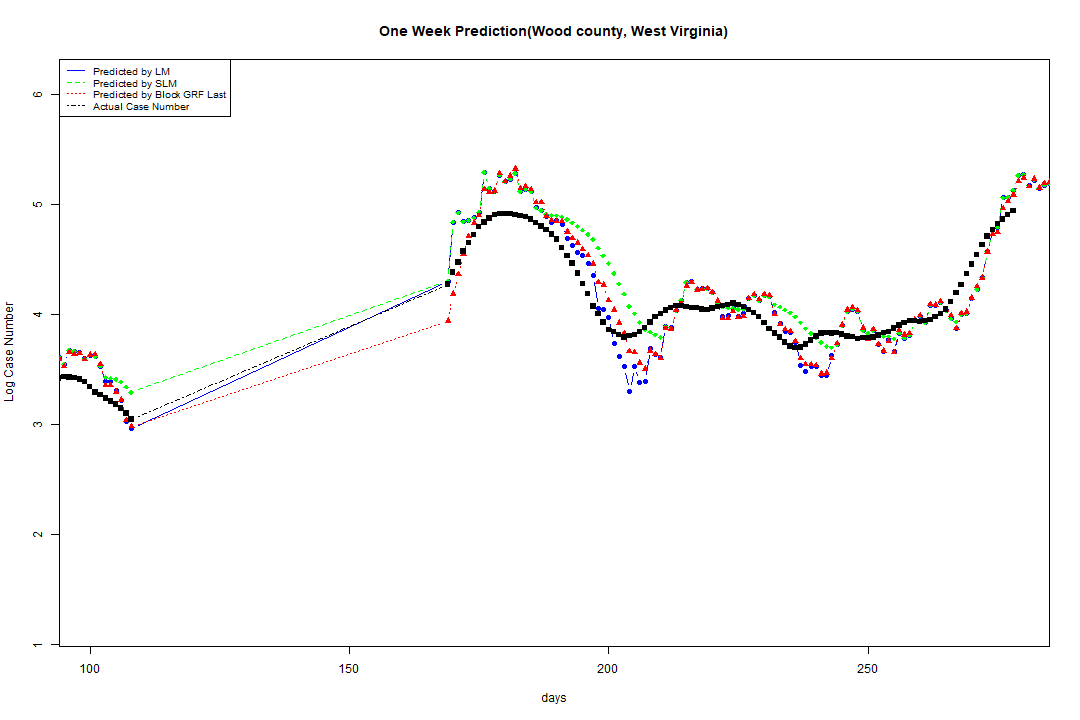 One Week Prediction(Wood county, West Virginia)
Predicted by LM
Predicted by SLM
Predicted by Block GRF Last
Actual Case Number
6
5
4
3
2
1
Log Case Number
100 150 200 250
days